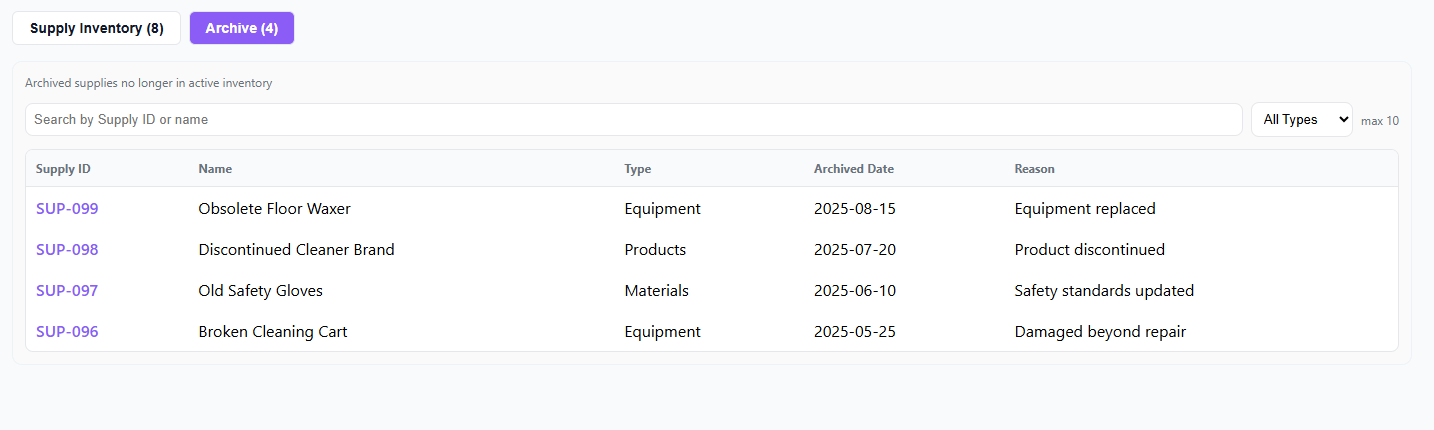 Supply Inventory (8) Archive (4)
Archived supplies no longer in active inventory
Search by Supply ID or name All Types max 10
Supply ID Name Type Archived Date Reason
SUP-099 Obsolete Floor Waxer Equipment 2025-08-15 Equipment replaced
SUP-098 Discontinued Cleaner Brand Products 2025-07-20 Product discontinued
SUP-097 Old Safety Gloves Materials 2025-06-10 Safety standards updated
SUP-096 Broken Cleaning Cart Equipment 2025-05-25 Damaged beyond repair